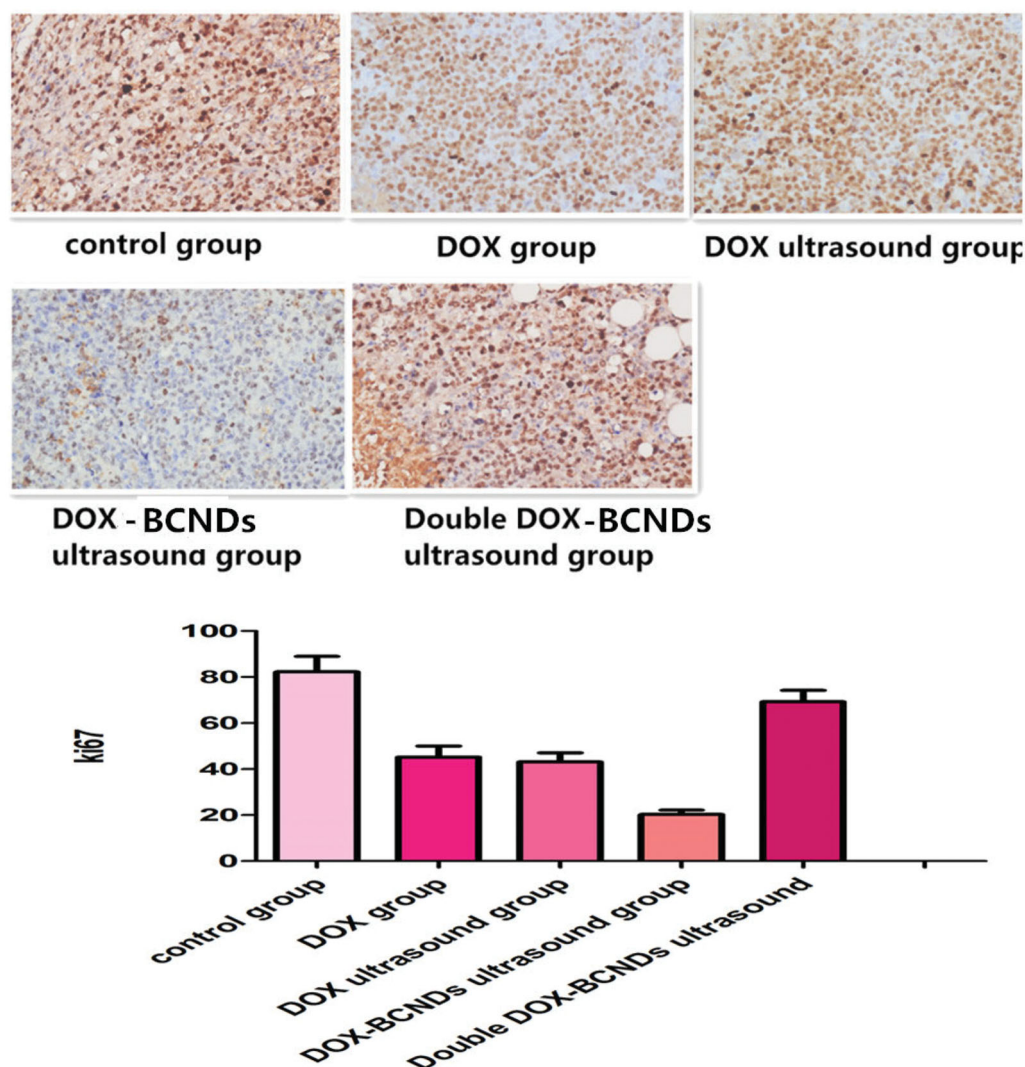 control group
DOX group
DOX ultrasound group
DOX - BCNDs
ultrasound group
Double DOX-BCNDs
ultrasound group
ki67
100
80
60
40
20
0
control group
DOX group
DOX ultrasound group
DOX-BCNDs ultrasound group
Double DOX-BCNDs ultrasound